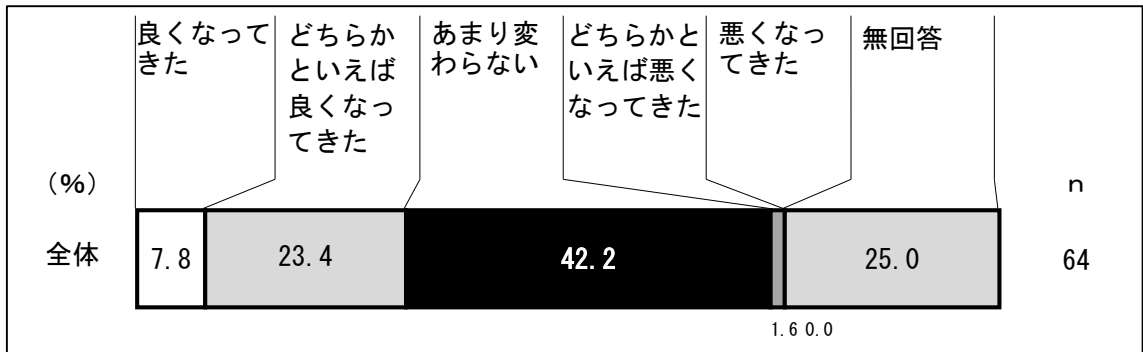 良くなって
きた
どちらか
といえば
良くなっ
てきた
あまり変
わらない
どちらかと
いえば悪く
なってきた
悪くなっ
てきた
無回答
(%)
n
全体
7.8
23.4
42.2
25.0
64
1.6 0.0